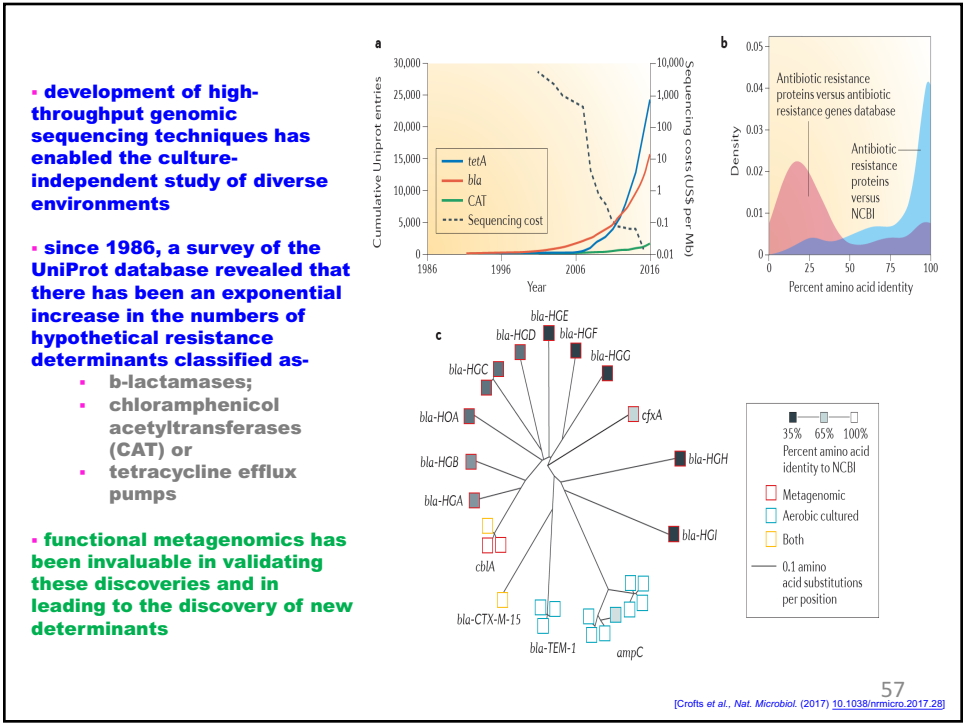 ▪ development of high-
throughput genomic
sequencing techniques has
enabled the culture-
independent study of diverse
environments
▪ since 1986, a survey of the
UniProt database revealed that
there has been an exponential
increase in the numbers of
hypothetical resistance
determinants classified as-
▪ b-lactamases;
▪ chloramphenicol
acetyltransferases
(CAT) or
▪ tetracycline efflux
pumps
▪ functional metagenomics has
been invaluable in validating
these discoveries and in
leading to the discovery of new
determinants
a
30,000
25,000
20,000
15,000
10,000
5,000
0
Cumulative Uniprot entries
10,000
1,000
100
10
1
0.1
0.01
Sequencing costs (US$ per Mb)
tetA
bla
CAT
Sequencing cost
1986 1996 2006 2016
Year
b
0.05
0.04
0.03
0.02
0.01
0
Density
Antibiotic resistance
proteins versus antibiotic
resistance genes database
Antibiotic
resistance
proteins
versus
NCBI
0 25 50 75 100
Percent amino acid identity
c
bla-HGE
bla-HGD
bla-HGF
bla-HGG
bla-HGC
bla-HOA
cfxA
bla-HGB
bla-HGH
bla-HGA
bla-HGI
cblA
bla-CTX-M-15
bla-TEM-1
ampC
35% 65% 100%
Percent amino acid
identity to NCBI
Metagenomic
Aerobic cultured
Both
0.1 amino
acid substitutions
per position
57
[Crofts et al., Nat. Microbiol. (2017) 10.1038/nrmicro.2017.28]